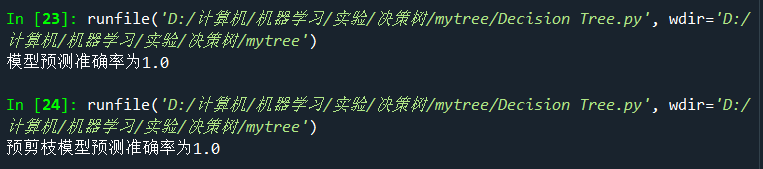 In [23]: runfile('D:/计算机/机器学习/实验/决策树/mytree/Decision Tree.py', wdir='D:/
计算机/机器学习/实验/决策树/mytree')
模型预测准确率为1.0
In [24]: runfile('D:/计算机/机器学习/实验/决策树/mytree/Decision Tree.py', wdir='D:/
计算机/机器学习/实验/决策树/mytree')
预剪枝模型预测准确率为1.0